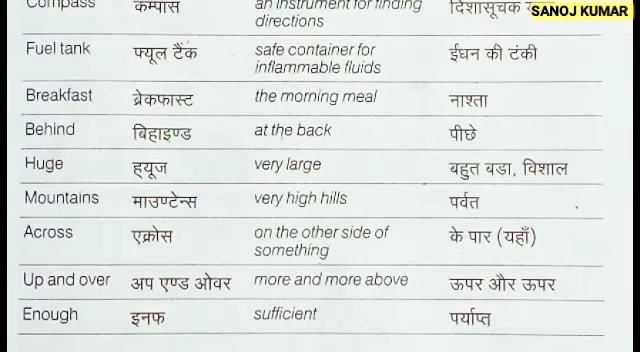 SANOJ KUMAR
Compass कम्पास an instrument for finding दिशासूचक
directions
Fuel tank फ्यूल टैंक safe container for ईंधन की टंकी
inflammable fluids
Breakfast ब्रेकफास्ट the morning meal नाश्ता
Behind बिहाइण्ड at the back पीछे
Huge ह्यूज very large बहुत बड़ा, विशाल
Mountains माउण्टेन्स very high hills पर्वत
Across एक्रोस on the other side of के पार (यहाँ)
something
Up and over अप एण्ड ओवर more and more above ऊपर और ऊपर
Enough इनफ sufficient पर्याप्त